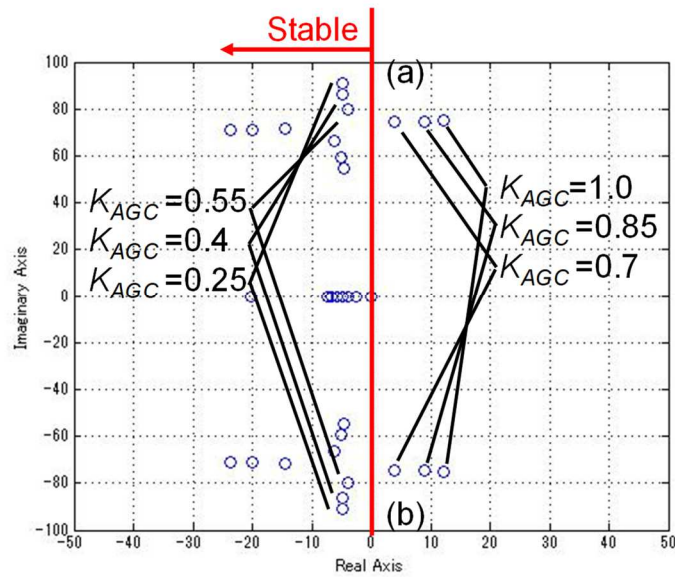 Stable
(a)
100
80
60
40
20
0
-20
-40
-60
-80
-100
Imaginary Axis
K_AGC=0.55
K_AGC=0.4
K_AGC=0.25
K_AGC=1.0
K_AGC=0.85
K_AGC=0.7
(b)
-50 -40 -30 -20 -10 0 10 20 30 40 50
Real Axis